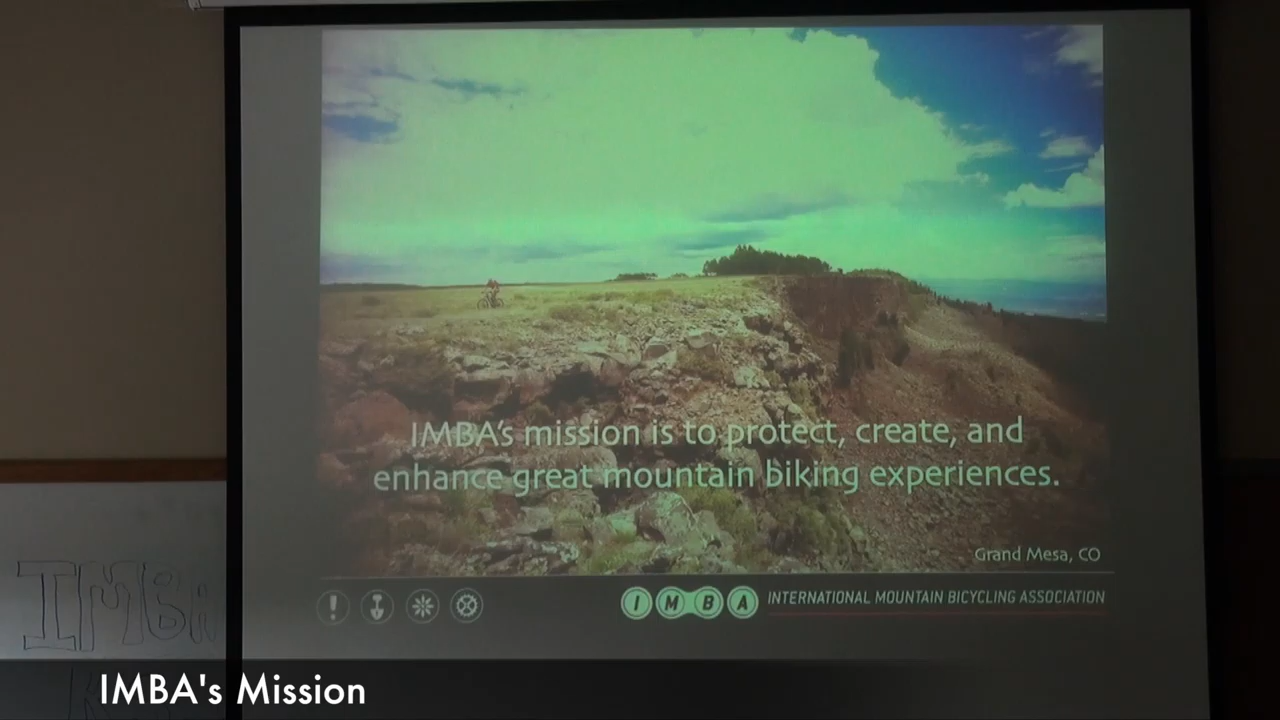 IMBA's mission is to protect, create, and
enhance great mountain biking experiences.
Grand Mesa, CO
IMBA INTERNATIONAL MOUNTAIN BICYCLING ASSOCIATION
IMBA
IMBA's Mission